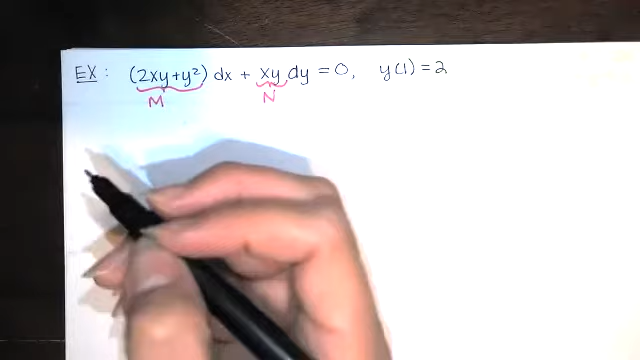 EX: (2xy+y²) dx + xy dy = 0, y(1) = 2
M N